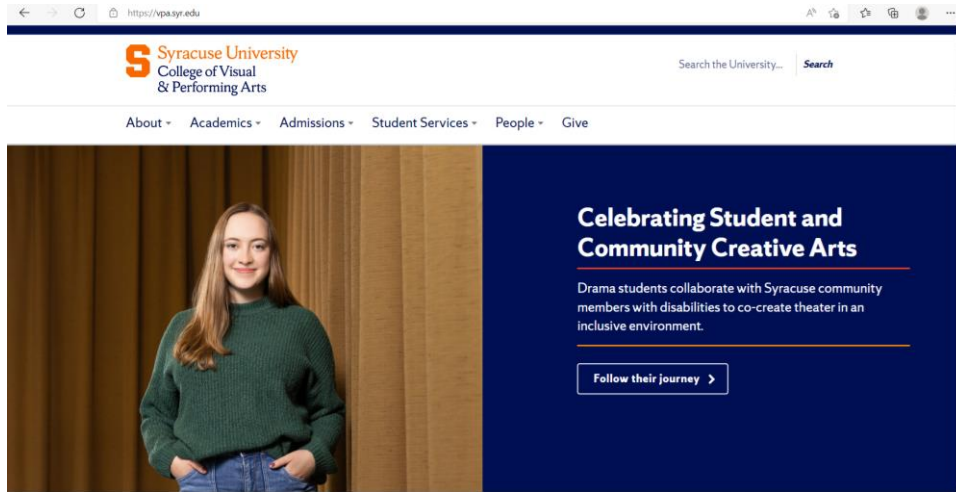 https://vpa.syr.edu
S
Syracuse University
College of Visual
& Performing Arts
Search the University...
Search
About
Academics
Admissions
Student Services
People
Give
Celebrating Student and
Community Creative Arts
Drama students collaborate with Syracuse community
members with disabilities to co-create theater in an
inclusive environment.
Follow their journey